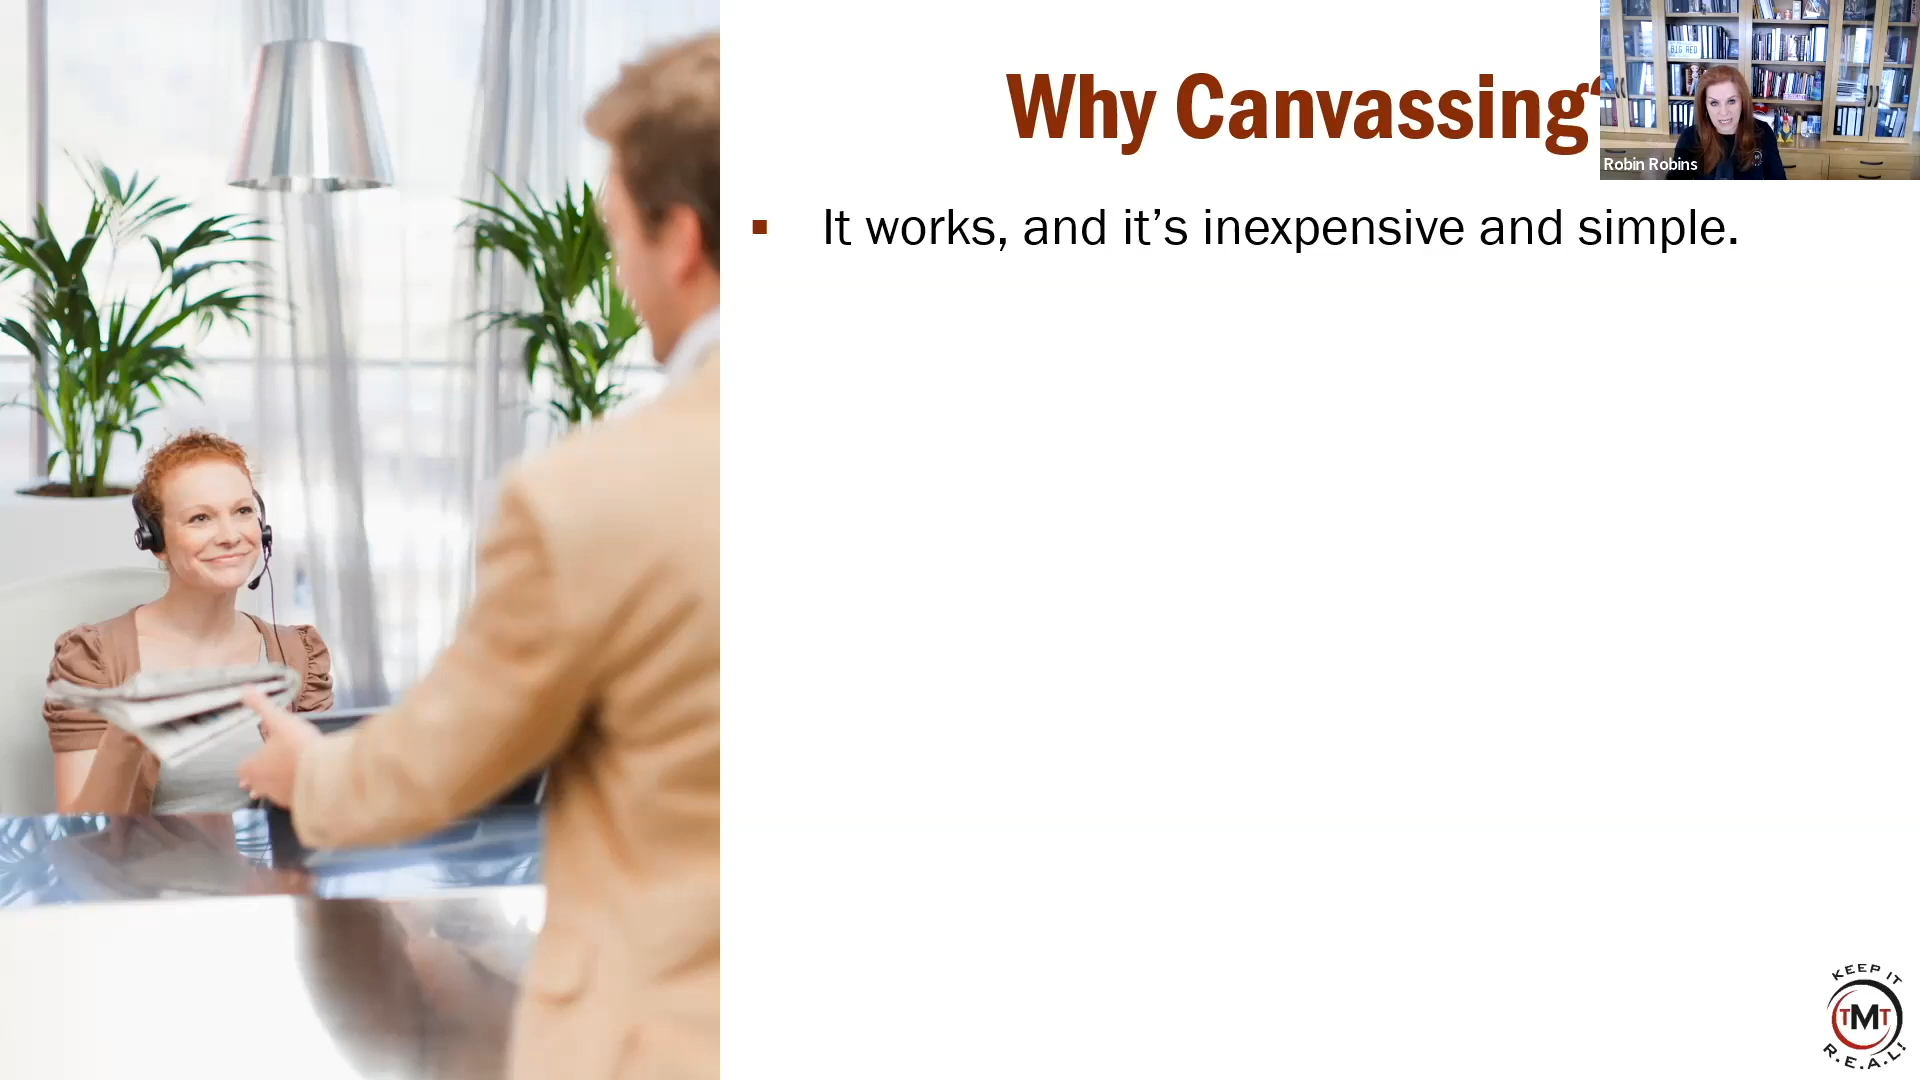 Why Canvassing?
BIG RED
Robin Robins
▪ It works, and it’s inexpensive and simple.
KEEP IT
TMT
R.E.A.L!